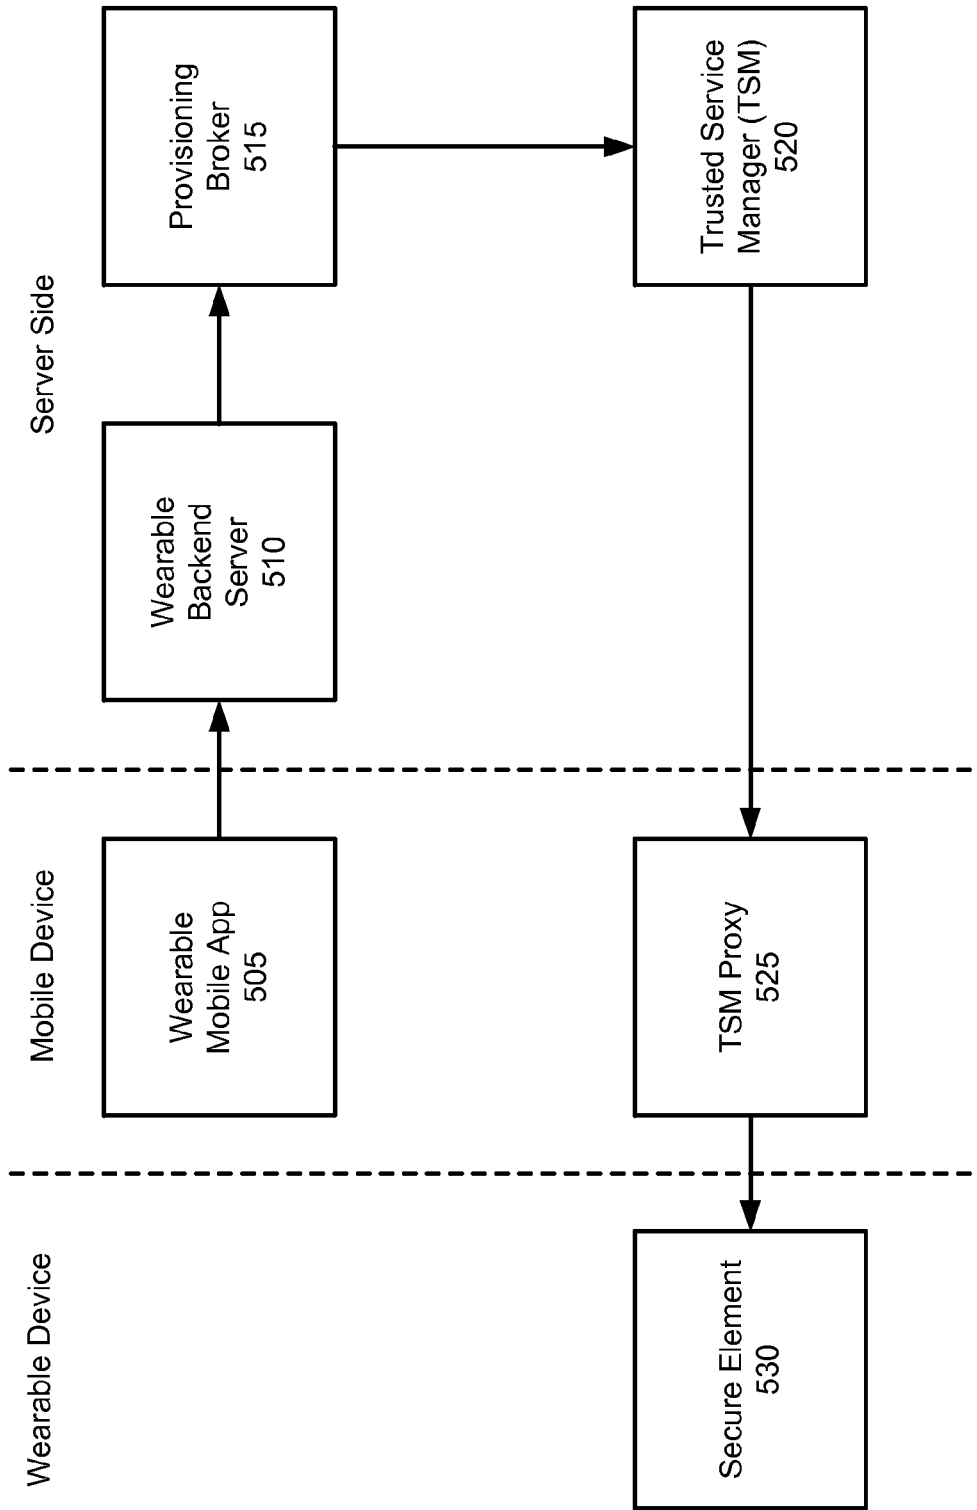 Wearable Device
Mobile Device
Server Side
Wearable
Mobile App
505
Wearable
Backend
Server
510
Provisioning
Broker
515
Secure Element
530
TSM Proxy
525
Trusted Service
Manager (TSM)
520